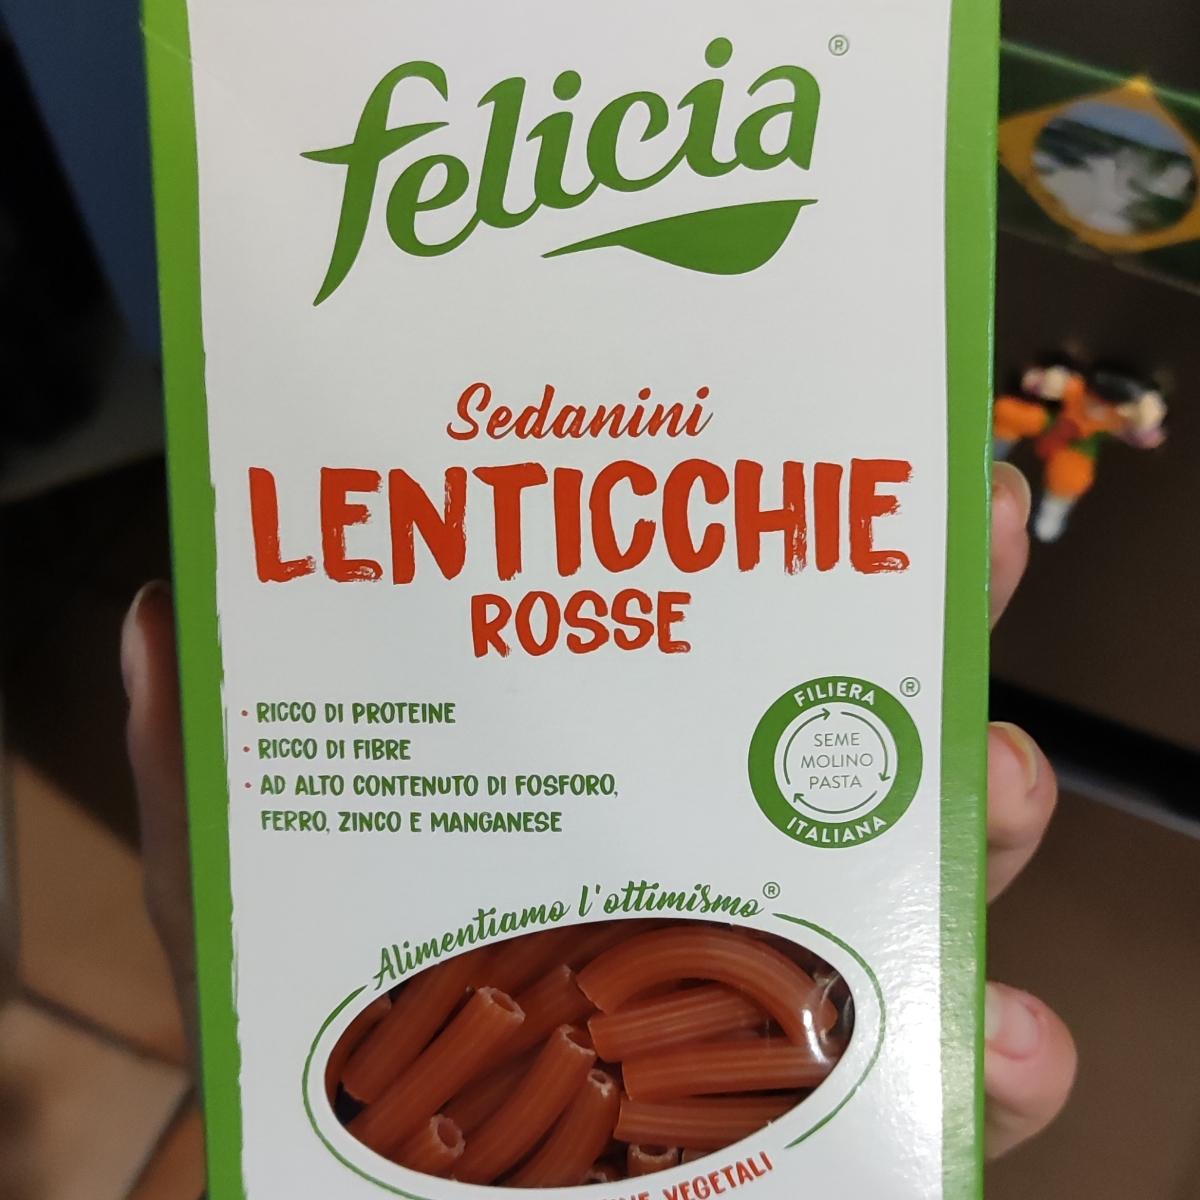 felicia®
Sedanini
LENTICCHIE
ROSSE
• RICCO DI PROTEINE
• RICCO DI FIBRE
• AD ALTO CONTENUTO DI FOSFORO,
FERRO, ZINCO E MANGANESE
FILIERA ®
SEME
MOLINO
PASTA
ITALIANA
Alimentiamo l'ottimismo®
VEGETALI